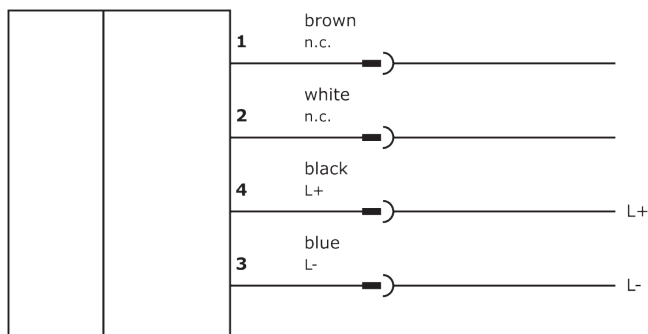 brown
1 n.c.
white
2 n.c.
black
4 L+
L+
blue
3 L-
L-